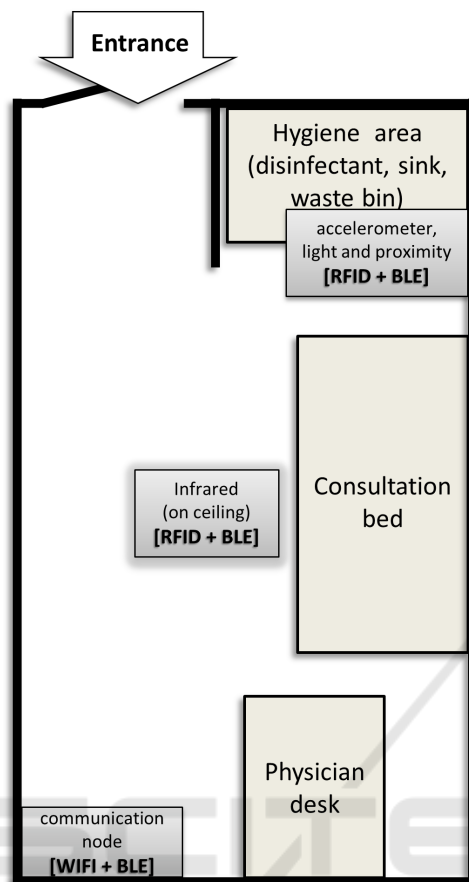 Entrance
Hygiene area
(disinfectant, sink,
waste bin)
accelerometer,
light and proximity
[RFID + BLE]
Infrared
(on ceiling)
[RFID + BLE]
Consultation
bed
Physician
desk
communication
node
[WIFI + BLE]